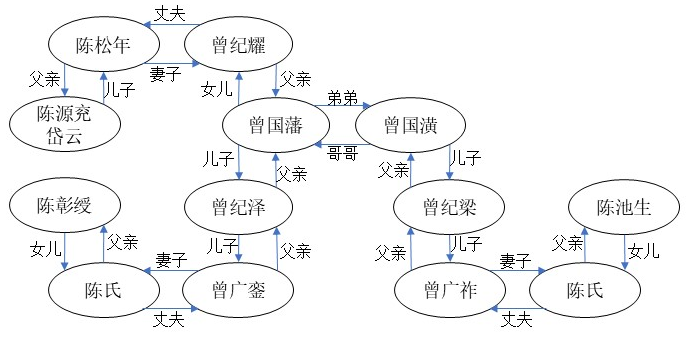 丈夫
陈松年
曾纪耀
妻子
父亲
儿子
女儿
父亲
陈源兖
岱云
曾国藩
弟弟
曾国潢
哥哥
儿子
父亲
父亲
儿子
陈彰绶
曾纪泽
曾纪梁
陈池生
女儿
父亲
儿子
父亲
父亲
儿子
父亲
女儿
妻子
妻子
陈氏
曾广銮
曾广祚
陈氏
丈夫
丈夫